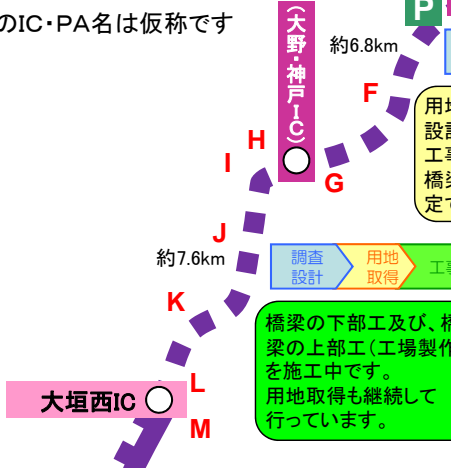 のIC・PA名は仮称です
P
(大野・神戸IC)
約6.8km
F
用地
設計
工事
橋梁
定で
H
I
G
J
約7.6km
調査
設計
用地
取得
工事
K
橋梁の下部工及び、橋
梁の上部工(工場製作
を施工中です。
用地取得も継続して
行っています。
大垣西IC
L
M